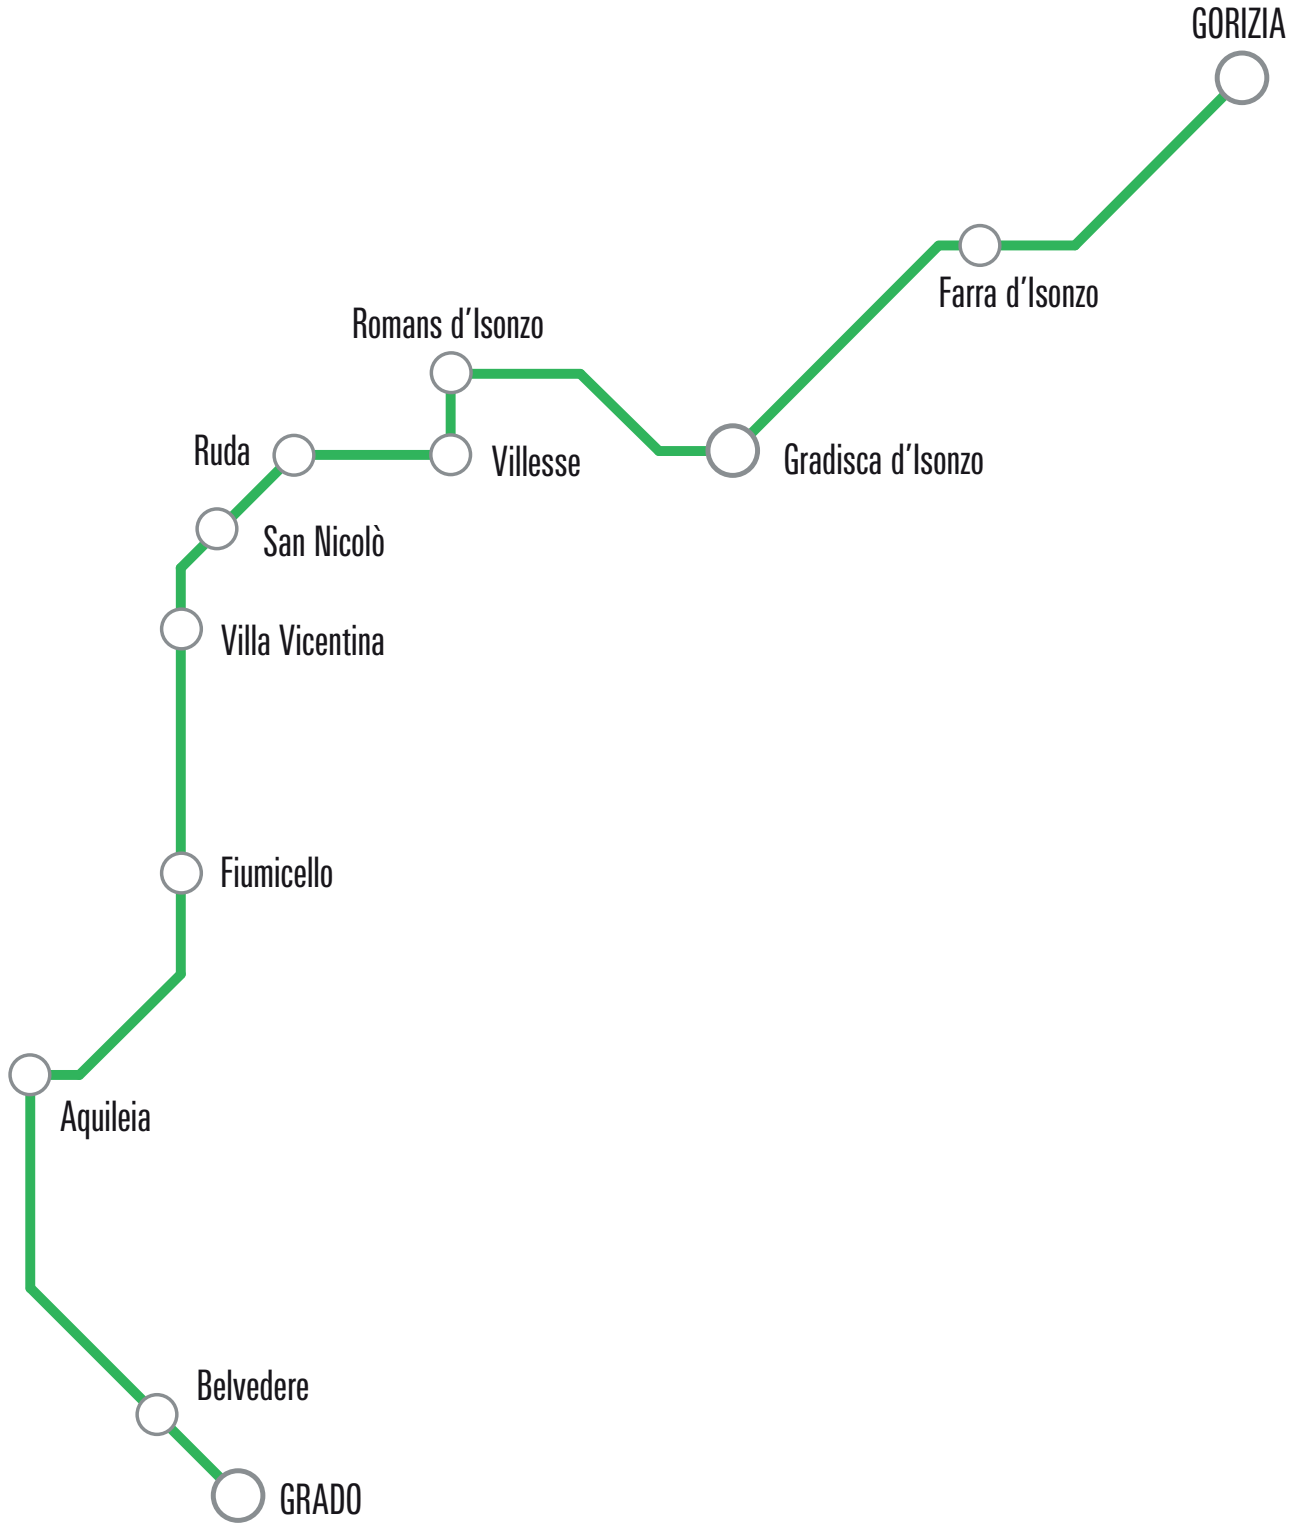 GORIZIA
Farra d’Isonzo
Romans d’Isonzo
Ruda
Villesse
Gradisca d’Isonzo
San Nicolò
Villa Vicentina
Fiumicello
Aquileia
Belvedere
GRADO